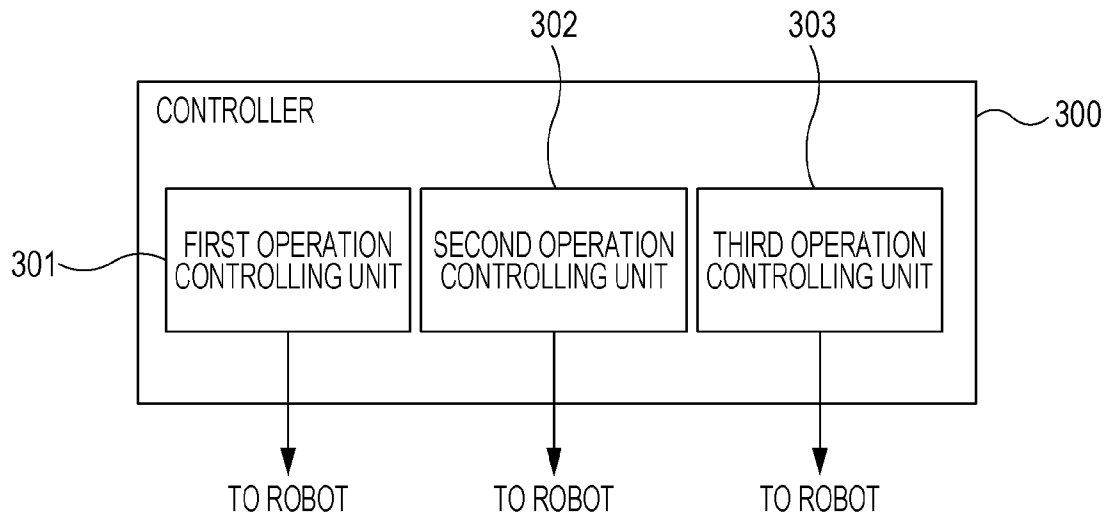 302
303
CONTROLLER
300
FIRST OPERATION
CONTROLLING UNIT
SECOND OPERATION
CONTROLLING UNIT
THIRD OPERATION
CONTROLLING UNIT
301
TO ROBOT
TO ROBOT
TO ROBOT